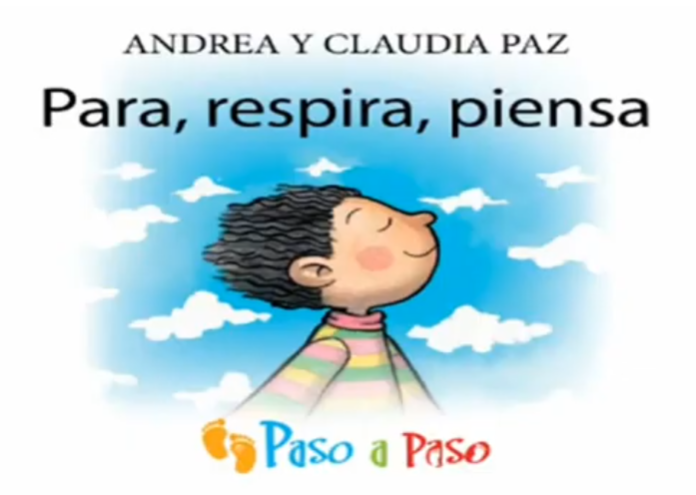 ANDREA Y CLAUDIA PAZ
Para, respira, piensa
Paso a Paso